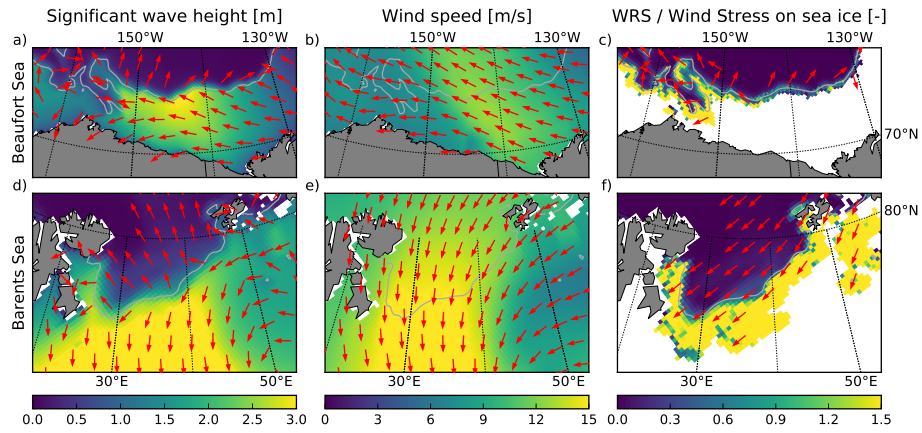 Significant wave height [m] Wind speed [m/s] WRS / Wind Stress on sea ice [-]
a) 150°W 130°W b) 150°W 130°W c) 150°W 130°W
Beaufort Sea
70°N
d) e) f)
Barents Sea
80°N
30°E 50°E 30°E 50°E 30°E 50°E
0.0 0.5 1.0 1.5 2.0 2.5 3.0 0 3 6 9 12 15 0.0 0.3 0.6 0.9 1.2 1.5